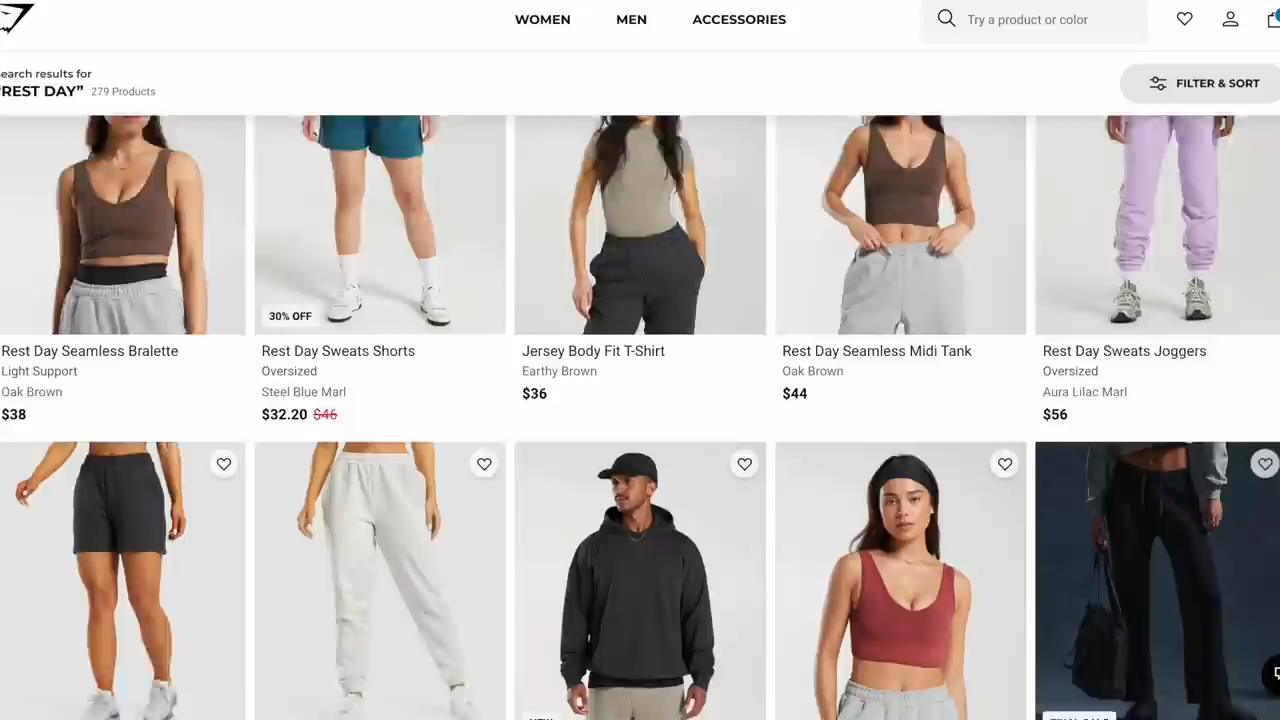 WOMEN
MEN
ACCESSORIES
Try a product or color
earch results for
"REST DAY"
279 Products
FILTER & SORT
30% OFF
Rest Day Seamless Bralette
Light Support
Oak Brown
$38
Rest Day Sweats Shorts
Oversized
Steel Blue Marl
$32.20 $46
Jersey Body Fit T-Shirt
Earthy Brown
$36
Rest Day Seamless Midi Tank
Oak Brown
$44
Rest Day Sweats Joggers
Oversized
Aura Lilac Marl
$56